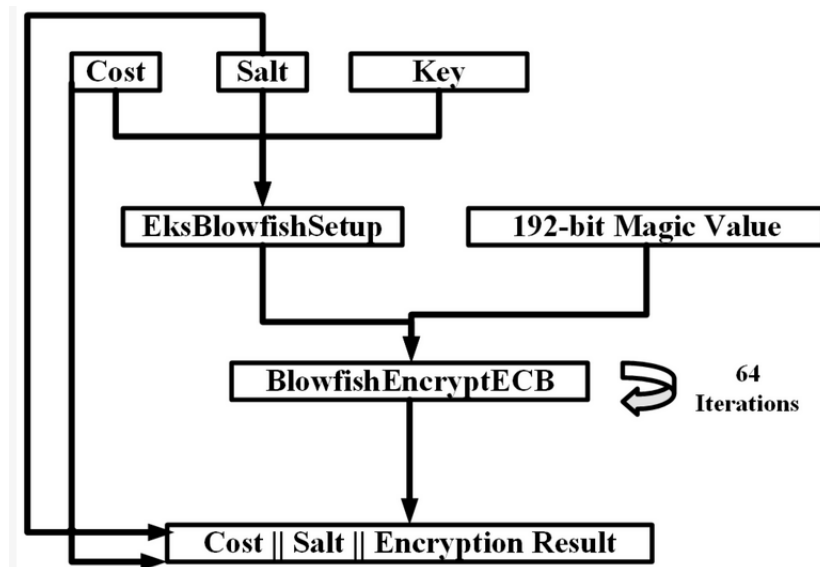 Cost
Salt
Key
EksBlowfishSetup
192-bit Magic Value
BlowfishEncryptECB
64
Iterations
Cost || Salt || Encryption Result